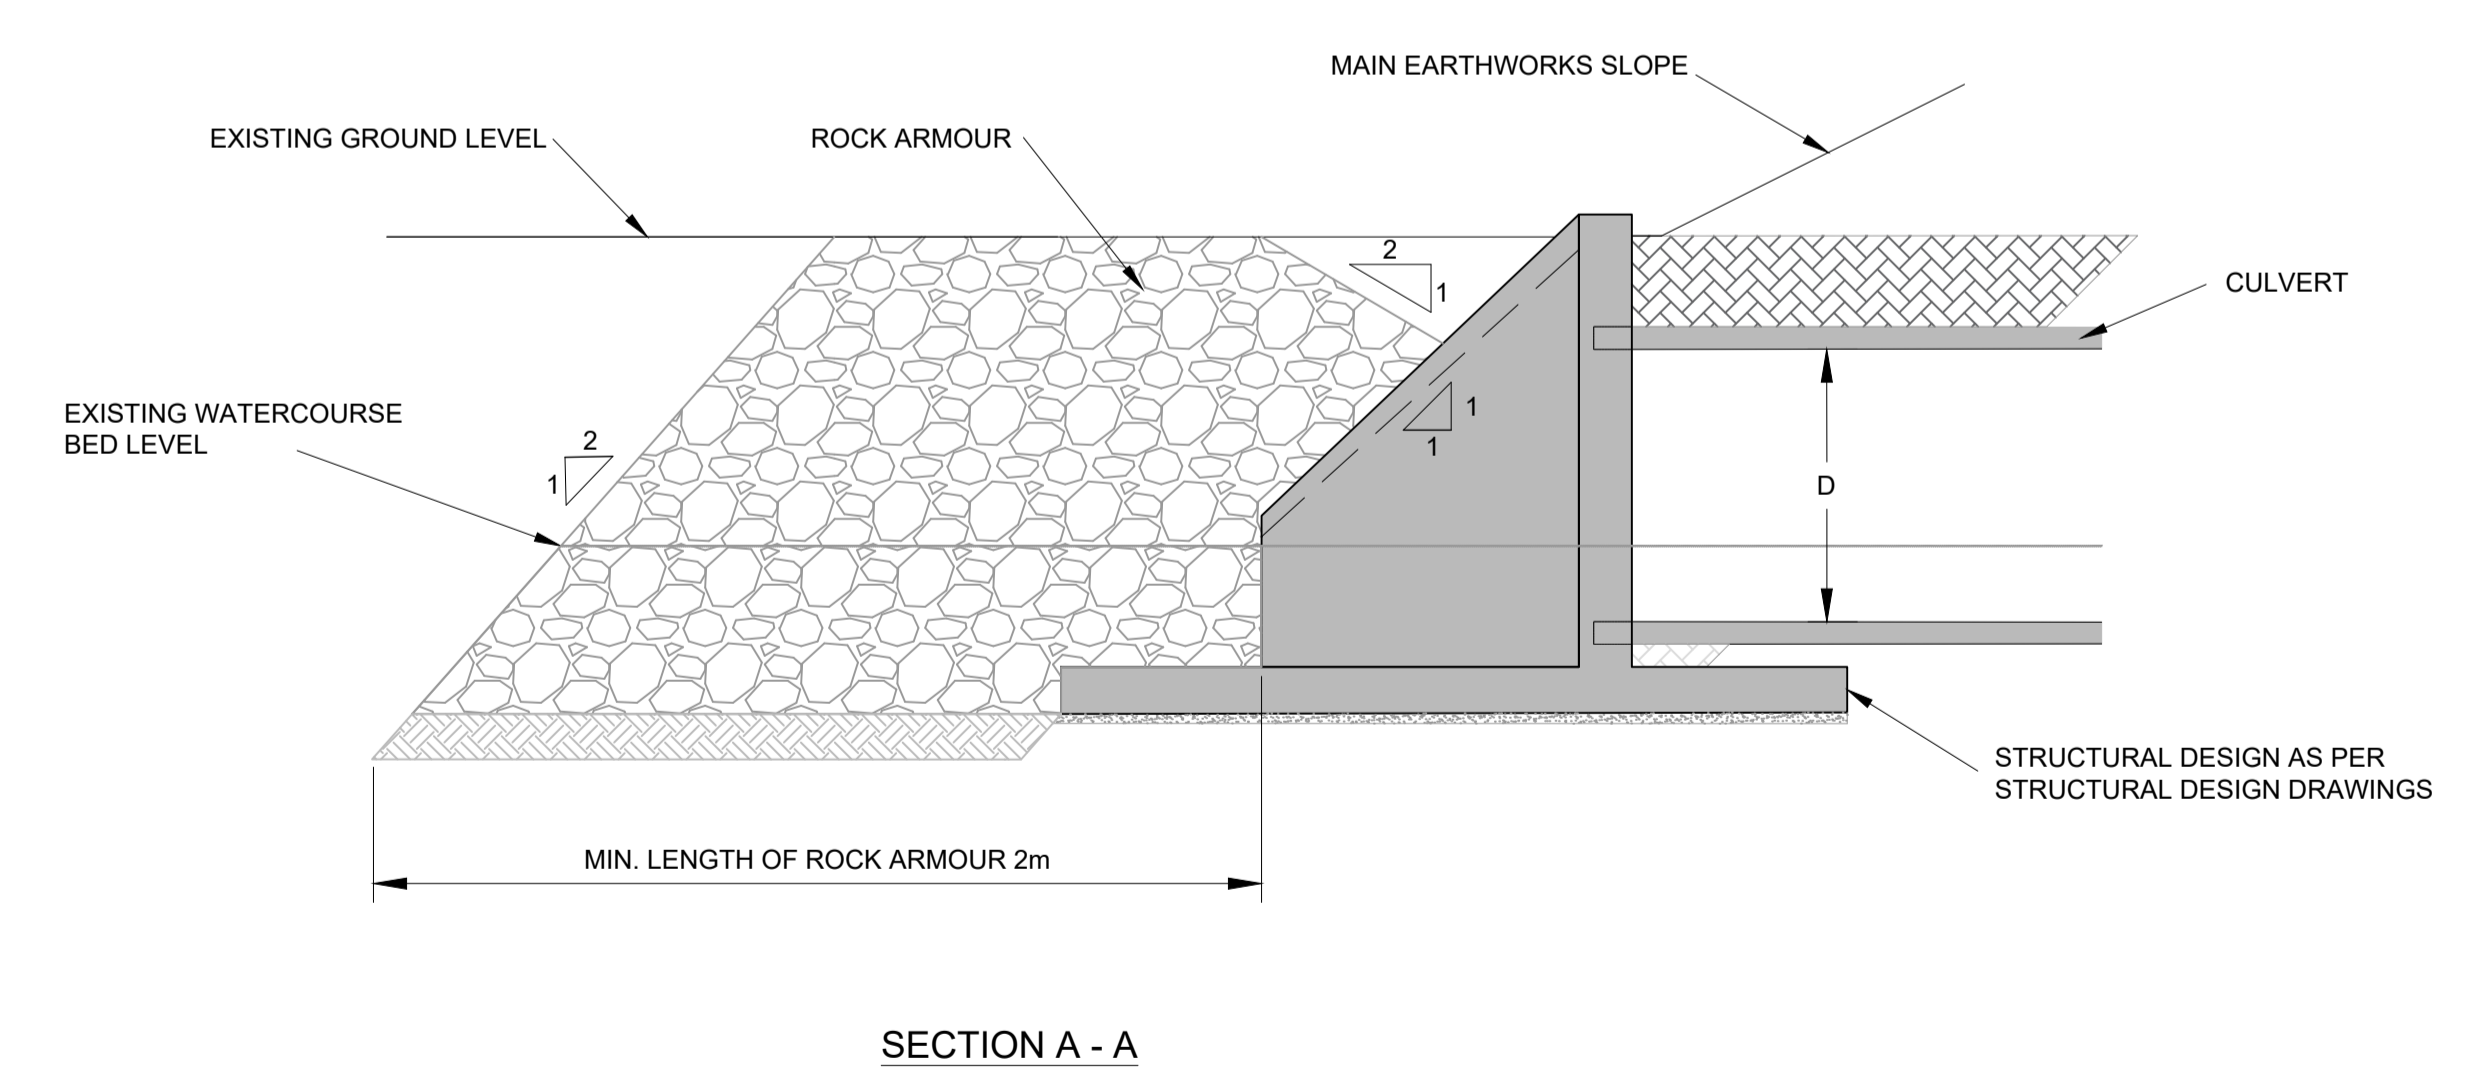 MAIN EARTHWORKS SLOPE
EXISTING GROUND LEVEL
ROCK ARMOUR
2
1
CULVERT
EXISTING WATERCOURSE
BED LEVEL
2
1
1
1
D
STRUCTURAL DESIGN AS PER
STRUCTURAL DESIGN DRAWINGS
MIN. LENGTH OF ROCK ARMOUR 2m
SECTION A - A